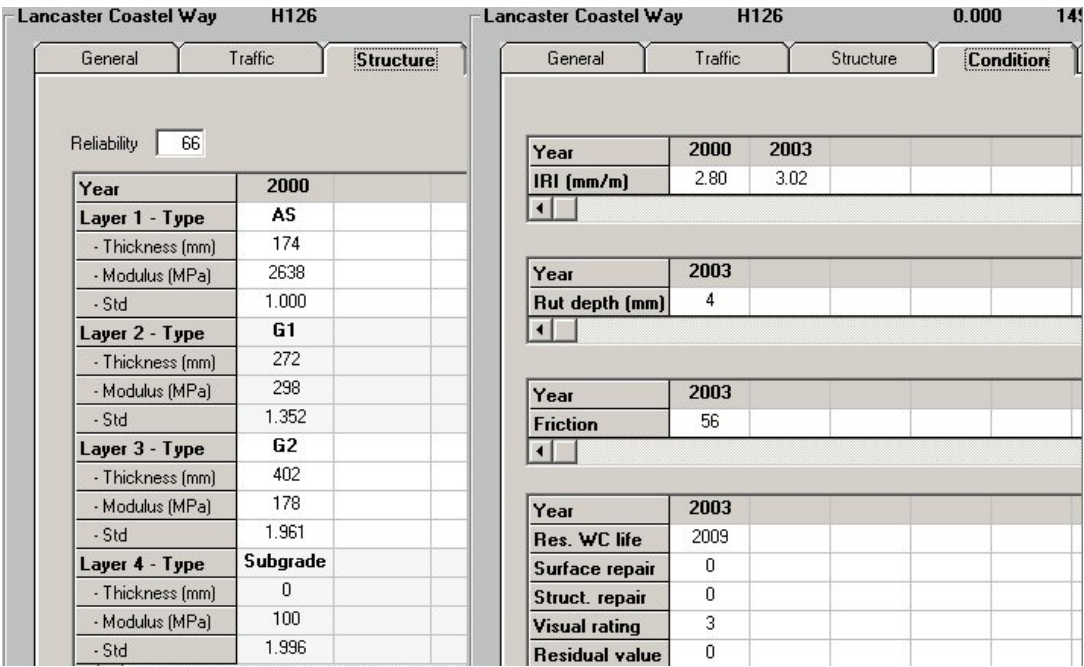 Lancaster Coastel Way H126
General Traffic Structure
Reliability 66
Year 2000
Layer 1 - Type AS
- Thickness (mm) 174
- Modulus (MPa) 2638
- Std 1.000
Layer 2 - Type G1
- Thickness (mm) 272
- Modulus (MPa) 298
- Std 1.352
Layer 3 - Type G2
- Thickness (mm) 402
- Modulus (MPa) 178
- Std 1.961
Layer 4 - Type Subgrade
- Thickness (mm) 0
- Modulus (MPa) 100
- Std 1.996
Lancaster Coastel Way H126 0.000
General Traffic Structure Condition
Year 2000 2003
IRI (mm/m) 2.80 3.02
Year 2003
Rut depth (mm) 4
Year 2003
Friction 56
Year 2003
Res. WC life 2009
Surface repair 0
Struct. repair 0
Visual rating 3
Residual value 0